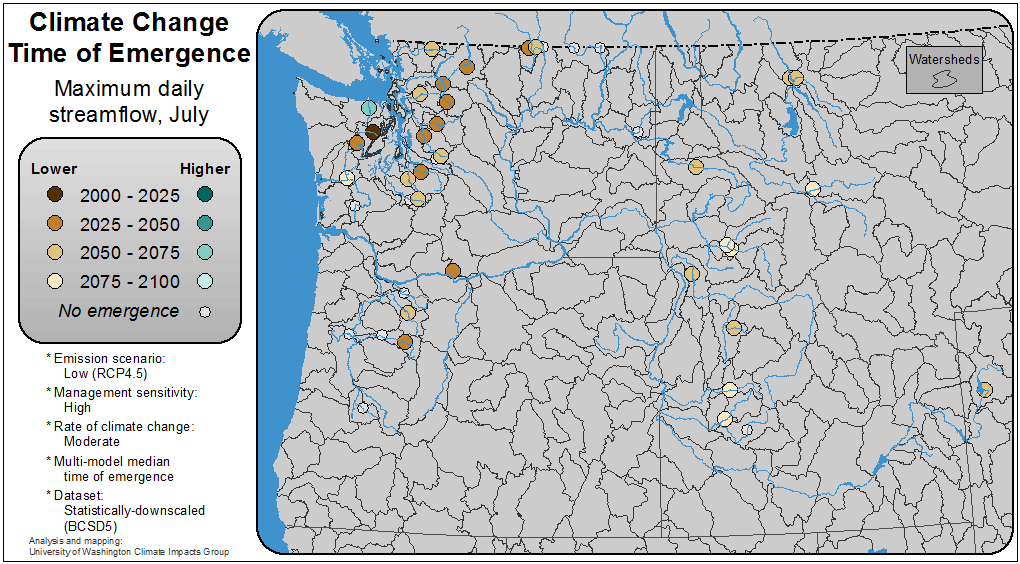 Climate Change
Time of Emergence
Maximum daily
streamflow, July
Lower Higher
2000 - 2025
2025 - 2050
2050 - 2075
2075 - 2100
No emergence
* Emission scenario:
Low (RCP4.5)
* Management sensitivity:
High
* Rate of climate change:
Moderate
* Multi-model median
time of emergence
* Dataset:
Statistically-downscaled
(BCSD5)
Analysis and mapping:
University of Washington Climate Impacts Group
Watersheds